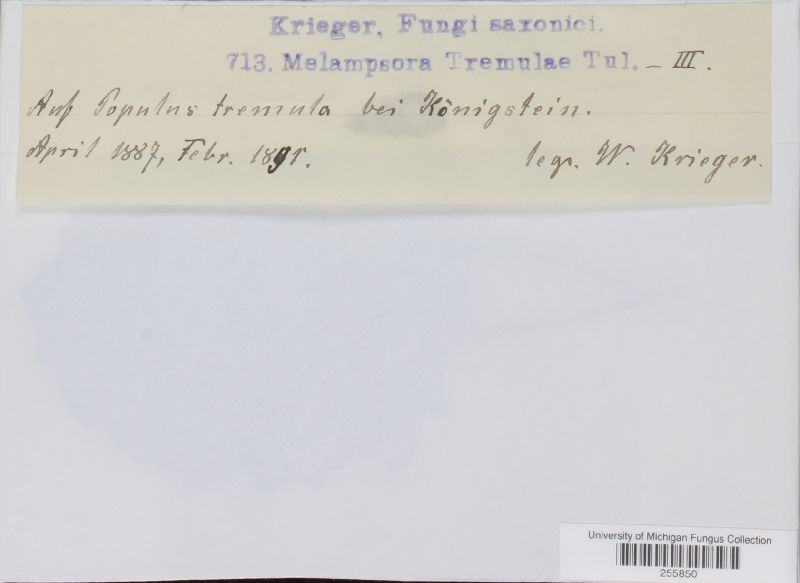 Krieger, Fungi saxonici.
713. Melampsora Tremulae Tul. – III.
Auf Populus tremula bei Königstein.
April 1887, Febr. 1891. legr. W. Krieger.
University of Michigan Fungus Collection
255850